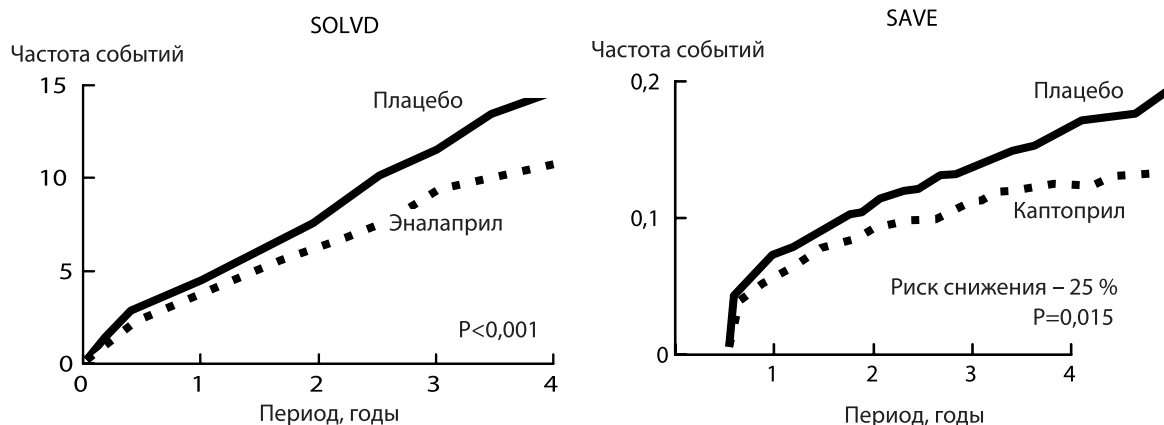 SOLVD
Частота событий
15
10
5
0
Плацебо
Эналаприл
P<0,001
0 1 2 3 4
Период, годы
SAVE
Частота событий
0,2
0,1
0
Плацебо
Каптоприл
Риск снижения – 25 %
P=0,015
1 2 3 4
Период, годы